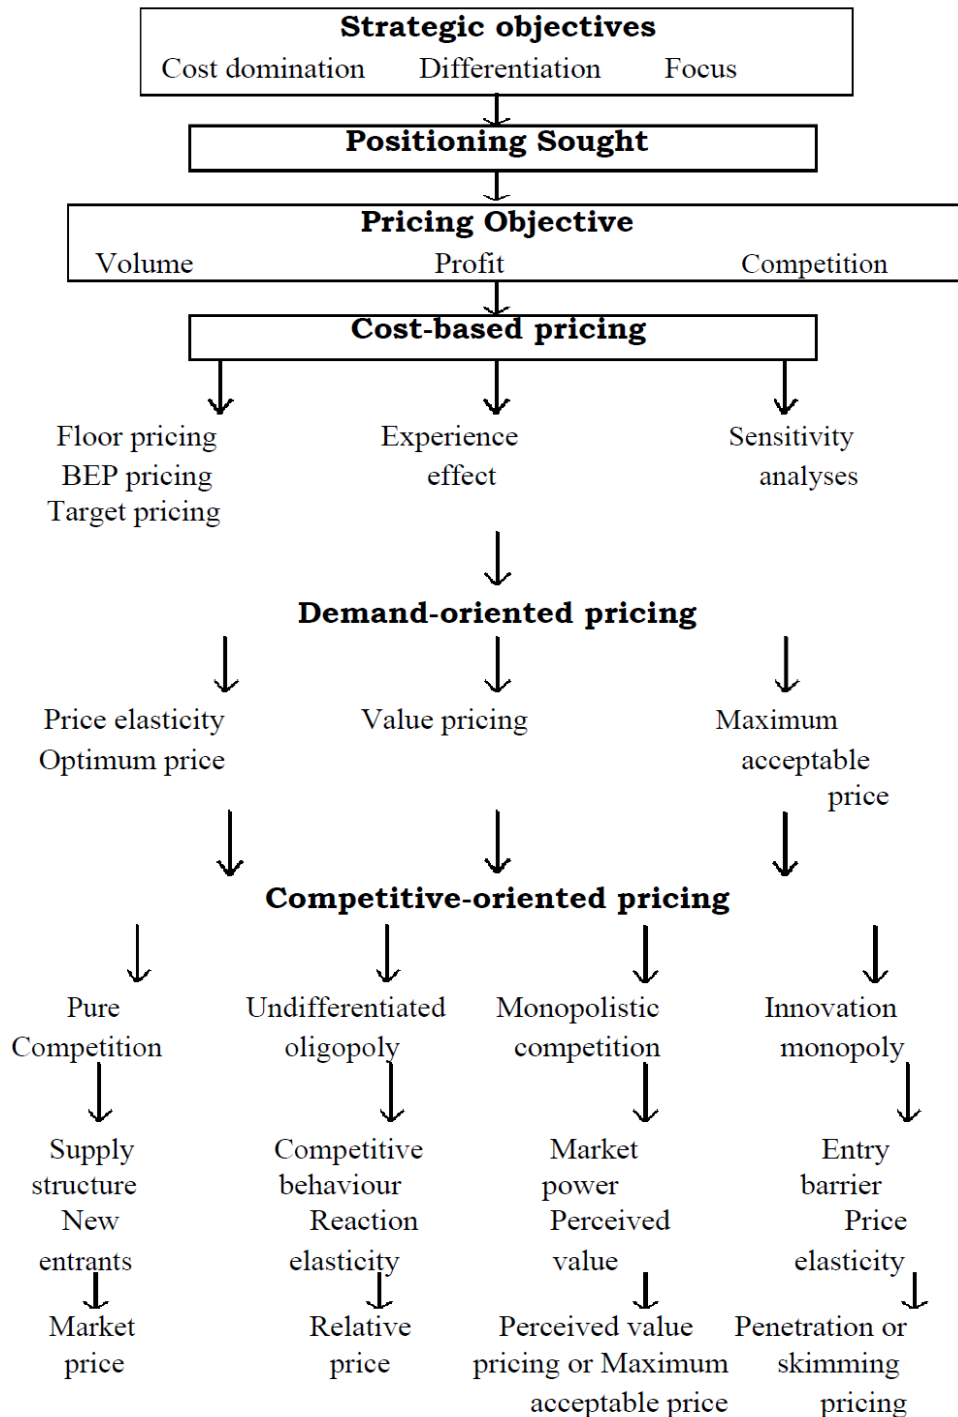 Strategic objectives
Cost domination Differentiation Focus
Positioning Sought
Pricing Objective
Volume Profit Competition
Cost-based pricing
Floor pricing
BEP pricing
Target pricing
Experience
effect
Sensitivity
analyses
Demand-oriented pricing
Price elasticity
Optimum price
Value pricing
Maximum
acceptable
price
Competitive-oriented pricing
Pure
Competition
Undifferentiated
oligopoly
Monopolistic
competition
Innovation
monopoly
Supply
structure
New
entrants
Competitive
behaviour
Reaction
elasticity
Market
power
Perceived
value
Entry
barrier
Price
elasticity
Market
price
Relative
price
Perceived value
pricing or Maximum
acceptable price
Penetration or
skimming
pricing